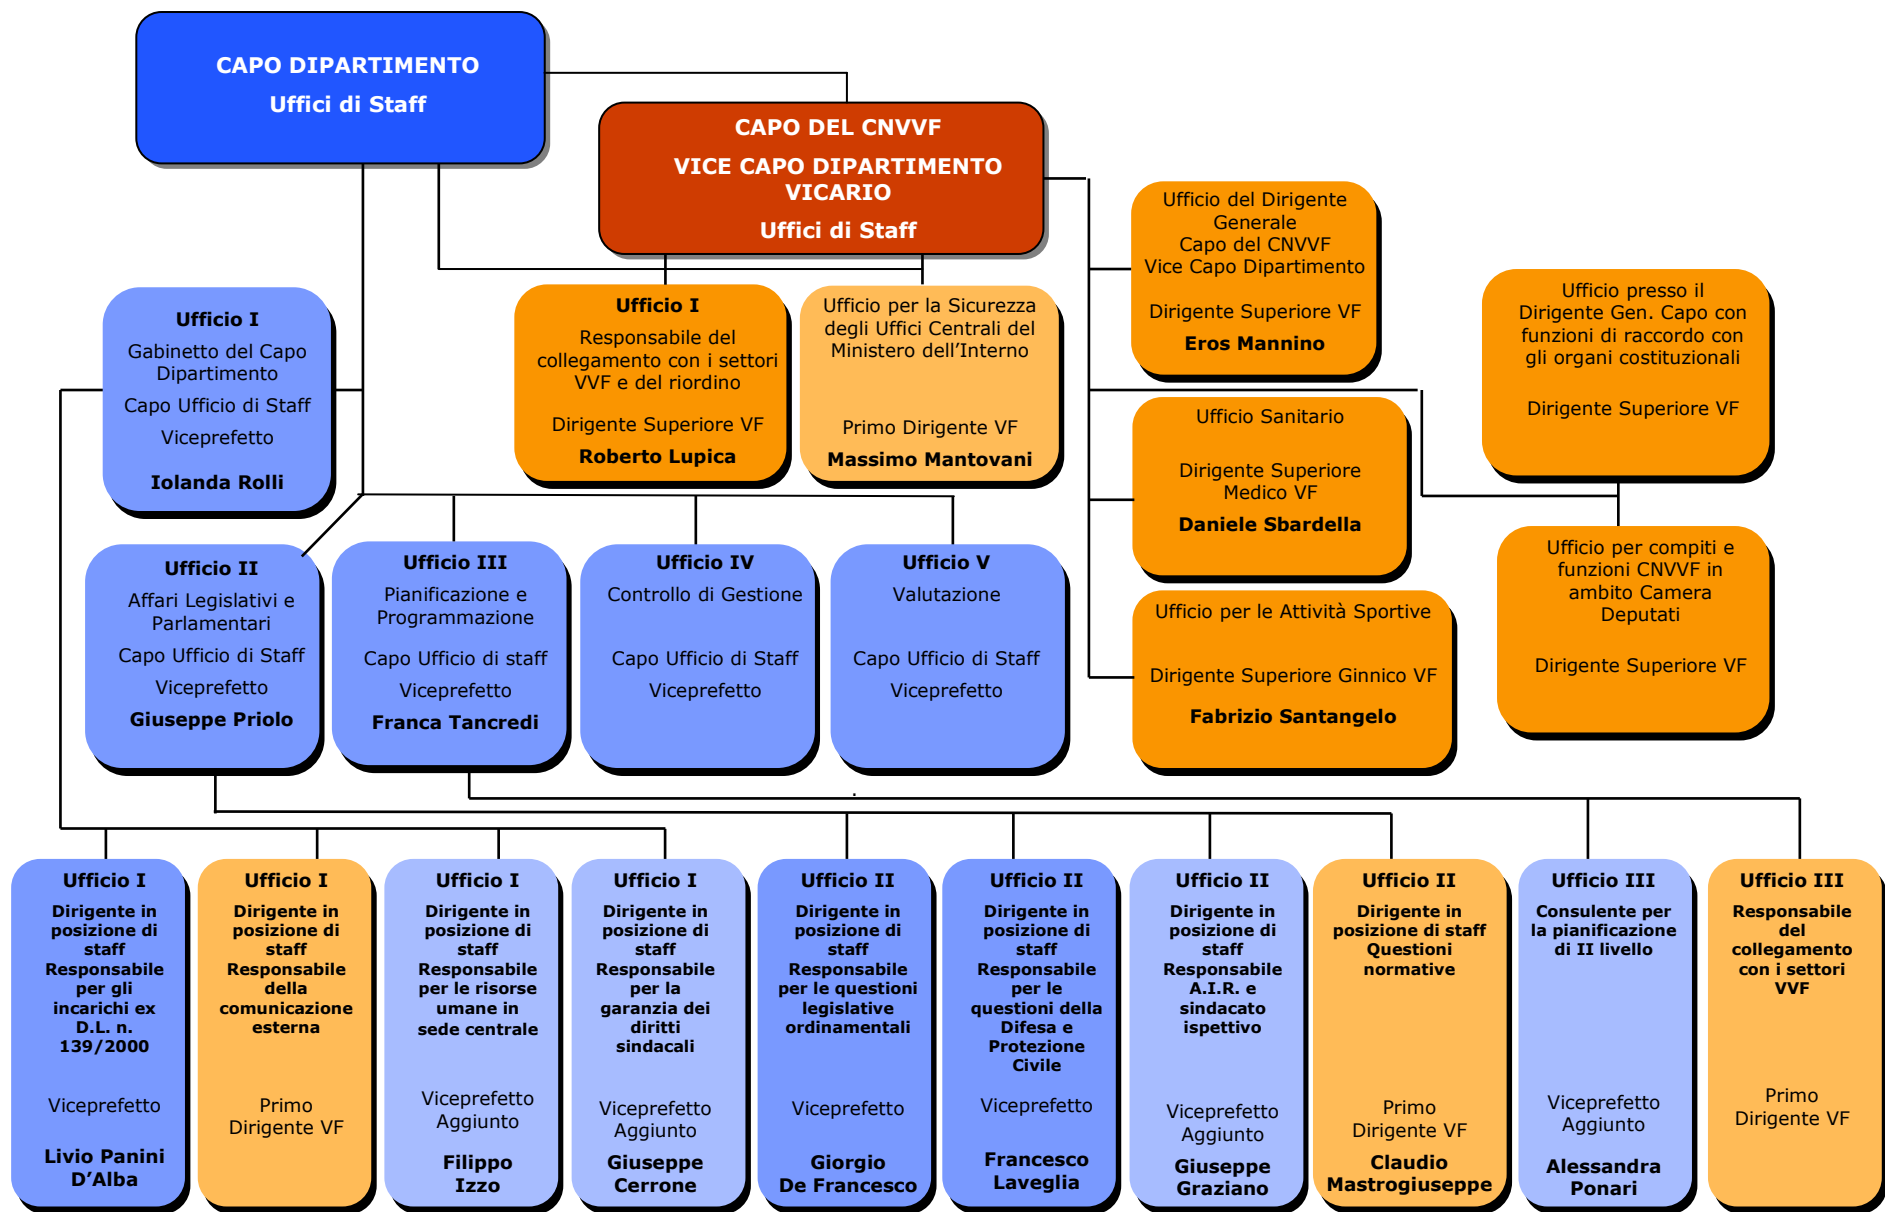 CAPO DIPARTIMENTO
Uffici di Staff
CAPO DEL CNVVF
VICE CAPO DIPARTIMENTO
VICARIO
Uffici di Staff
Ufficio I
Gabinetto del Capo
Dipartimento
Capo Ufficio di Staff
Viceprefetto
Iolanda Rolli
Ufficio I
Responsabile del
collegamento con i settori
VVF e del riordino
Dirigente Superiore VF
Roberto Lupica
Ufficio per la Sicurezza
degli Uffici Centrali del
Ministero dell'Interno
Primo Dirigente VF
Massimo Mantovani
Ufficio del Dirigente
Generale
Capo del CNVVF
Vice Capo Dipartimento
Dirigente Superiore VF
Eros Mannino
Ufficio presso il
Dirigente Gen. Capo con
funzioni di raccordo con
gli organi costituzionali
Dirigente Superiore VF
Ufficio Sanitario
Dirigente Superiore
Medico VF
Daniele Sbardella
Ufficio per compiti e
funzioni CNVVF in
ambito Camera
Deputati
Dirigente Superiore VF
Ufficio per le Attività Sportive
Dirigente Superiore Ginnico VF
Fabrizio Santangelo
Ufficio II
Affari Legislativi e
Parlamentari
Capo Ufficio di Staff
Viceprefetto
Giuseppe Priolo
Ufficio III
Pianificazione e
Programmazione
Capo Ufficio di staff
Viceprefetto
Franca Tancredi
Ufficio IV
Controllo di Gestione
Capo Ufficio di Staff
Viceprefetto
Ufficio V
Valutazione
Capo Ufficio di Staff
Viceprefetto
Ufficio I
Dirigente in
posizione di
staff
Responsabile
per gli
incarichi ex
D.L. n.
139/2000
Viceprefetto
Livio Panini
D'Alba
Ufficio I
Dirigente in
posizione di
staff
Responsabile
della
comunicazione
esterna
Primo
Dirigente VF
Ufficio I
Dirigente in
posizione di
staff
Responsabile
per le risorse
umane in
sede centrale
Viceprefetto
Aggiunto
Filippo
Izzo
Ufficio I
Dirigente in
posizione di
staff
Responsabile
per la
garanzia dei
diritti
sindacali
Viceprefetto
Aggiunto
Giuseppe
Cerrone
Ufficio II
Dirigente in
posizione di
staff
Responsabile
per le questioni
legislative
ordinamentali
Viceprefetto
Giorgio
De Francesco
Ufficio II
Dirigente in
posizione di
staff
Responsabile
per le
questioni della
Difesa e
Protezione
Civile
Viceprefetto
Francesco
Laveglia
Ufficio II
Dirigente in
posizione di
staff
Responsabile
A.I.R. e
sindacato
ispettivo
Viceprefetto
Aggiunto
Giuseppe
Graziano
Ufficio II
Dirigente in
posizione di staff
Questioni
normative
Primo
Dirigente VF
Claudio
Mastrogiuseppe
Ufficio III
Consulente per
la pianificazione
di II livello
Viceprefetto
Aggiunto
Alessandra
Ponari
Ufficio III
Responsabile
del
collegamento
con i settori
VVF
Primo
Dirigente VF